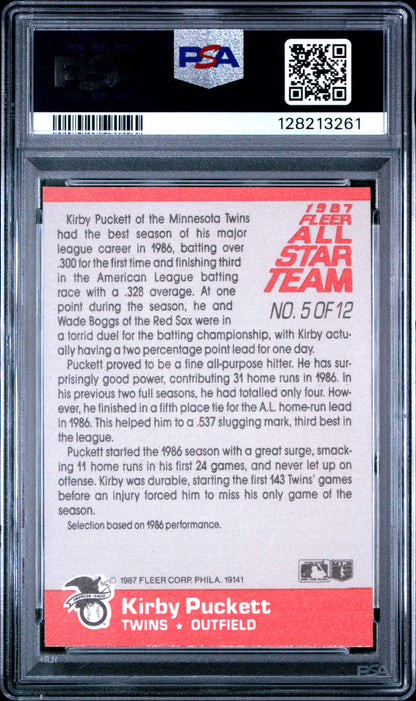 PSA
128213261
1987
FLEER
ALL
STAR
TEAM
NO. 5 OF 12
Kirby Puckett of the Minnesota Twins
had the best season of his major
league career in 1986, batting over
.300 for the first time and finishing third
in the American League batting
race with a .328 average. At one
point during the season, he and
Wade Boggs of the Red Sox were in
a torrid duel for the batting championship, with Kirby actu-
ally having a two percentage point lead for one day.
Puckett proved to be a fine all-purpose hitter. He has sur-
prisingly good power, contributing 31 home runs in 1986. In
his previous two full seasons, he had totalled only four. How-
ever, he finished in a fifth place tie for the A.L. home-run lead
in 1986. This helped him to a .537 slugging mark, third best in
the league.
Puckett started the 1986 season with a great surge, smack-
ing 11 home runs in his first 24 games, and never let up on
offense. Kirby was durable, starting the first 143 Twins' games
before an injury forced him to miss his only game of the
season.
Selection based on 1986 performance.
© 1987 FLEER CORP. PHILA. 19141
AMERICAN LEAGUE
Kirby Puckett
TWINS ★ OUTFIELD
PSA